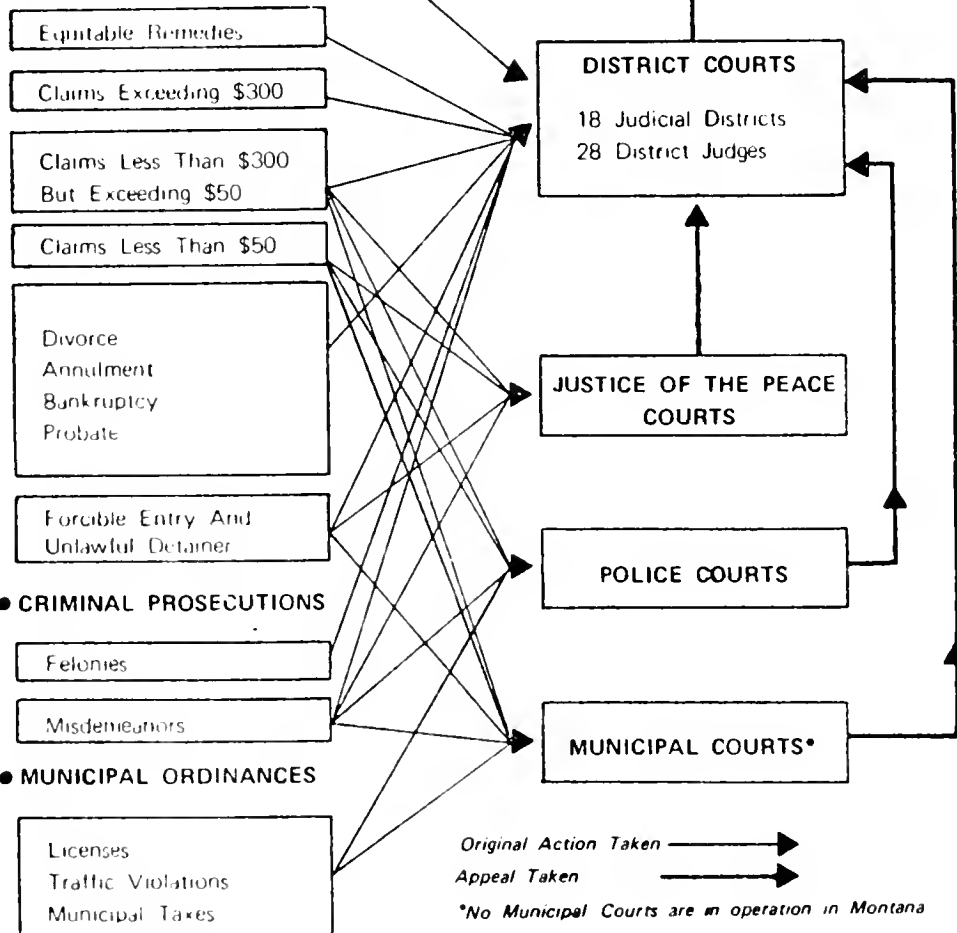 Equitable Remedies
Claims Exceeding $300
Claims Less Than $300
But Exceeding $50
Claims Less Than $50
Divorce
Annulment
Bankruptcy
Probate
Forcible Entry And
Unlawful Detainer
• CRIMINAL PROSECUTIONS
Felonies
Misdemeanors
• MUNICIPAL ORDINANCES
Licenses
Traffic Violations
Municipal Taxes
DISTRICT COURTS
18 Judicial Districts
28 District Judges
JUSTICE OF THE PEACE
COURTS
POLICE COURTS
MUNICIPAL COURTS*
Original Action Taken
Appeal Taken
*No Municipal Courts are in operation in Montana